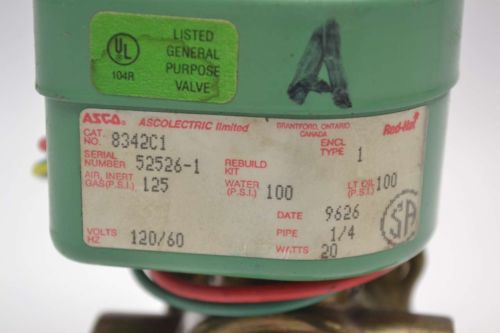 LISTED
GENERAL
PURPOSE
VALVE
UL
104R
A
ASCO ASCOLECTRIC limited BRANTFORD, ONTARIO CANADA Red-Hat
CAT. NO. 8342C1 ENCL TYPE 1
SERIAL NUMBER 52526-1 REBUILD KIT
AIR, INERT GAS(P.S.I.) 125 WATER (P.S.I.) 100 LT OIL (P.S.I.) 100
DATE 9626
VOLTS HZ 120/60 PIPE 1/4
WATTS 20
SA